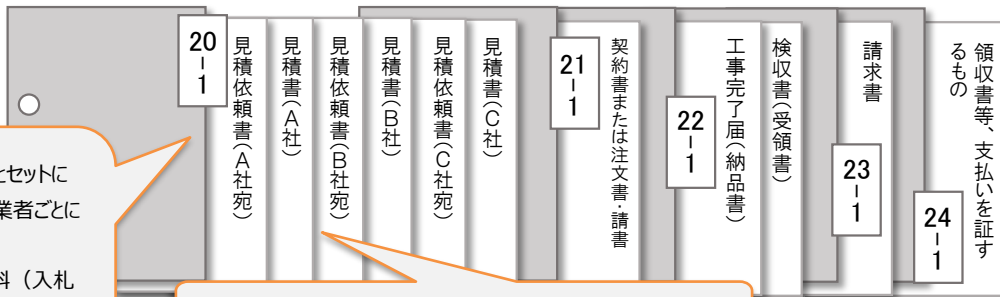 20-1
見積依頼書(A社宛)
見積書(A社)
見積依頼書(B社宛)
見積書(B社)
見積依頼書(C社宛)
見積書(C社)
21-1
契約書または注文書・請書
22-1
工事完了届(納品書)
検収書(受領書)
23-1
請求書
24-1
領収書等、支払いを証す
るもの
とセットに
業者ごとに
料（入札